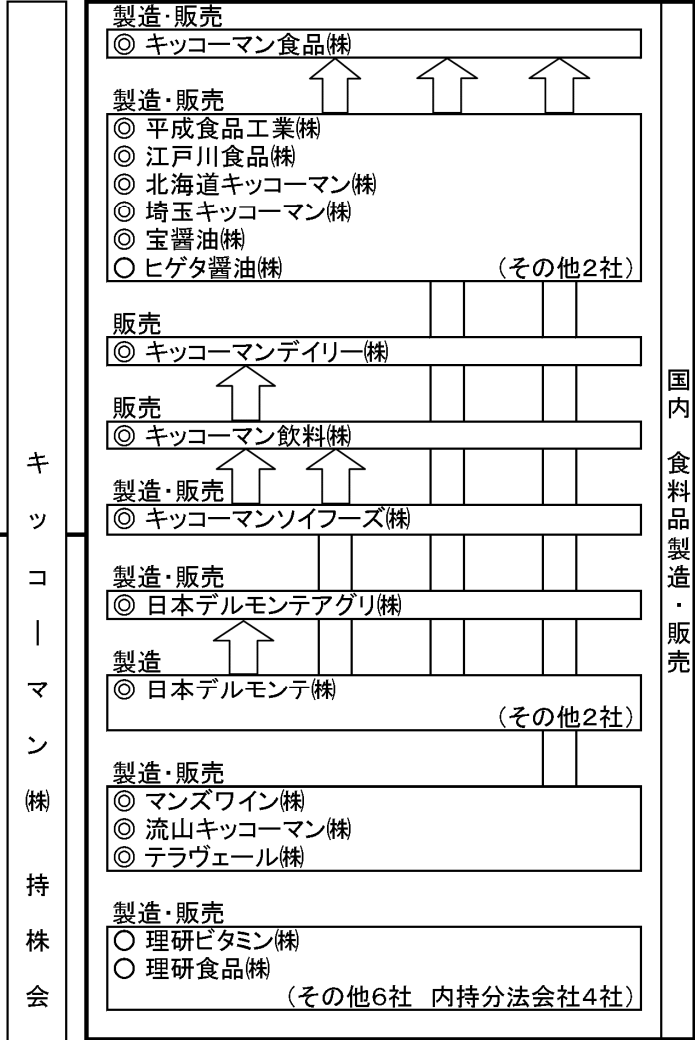 製造・販売
◎ キッコーマン食品㈱
製造・販売
◎ 平成食品工業㈱
◎ 江戸川食品㈱
◎ 北海道キッコーマン㈱
◎ 埼玉キッコーマン㈱
◎ 宝醤油㈱
○ ヒゲタ醤油㈱ (その他2社)
販売
◎ キッコーマンデイリー㈱
販売
◎ キッコーマン飲料㈱
製造・販売
◎ キッコーマンソイフーズ㈱
製造・販売
◎ 日本デルモンテアグリ㈱
製造
◎ 日本デルモンテ㈱
(その他2社)
製造・販売
◎ マンズワイン㈱
◎ 流山キッコーマン㈱
◎ テラヴェール㈱
製造・販売
○ 理研ビタミン㈱
○ 理研食品㈱
(その他6社 内持分法会社4社)
キッコーマン㈱ 持株会
国内 食料品製造・販売